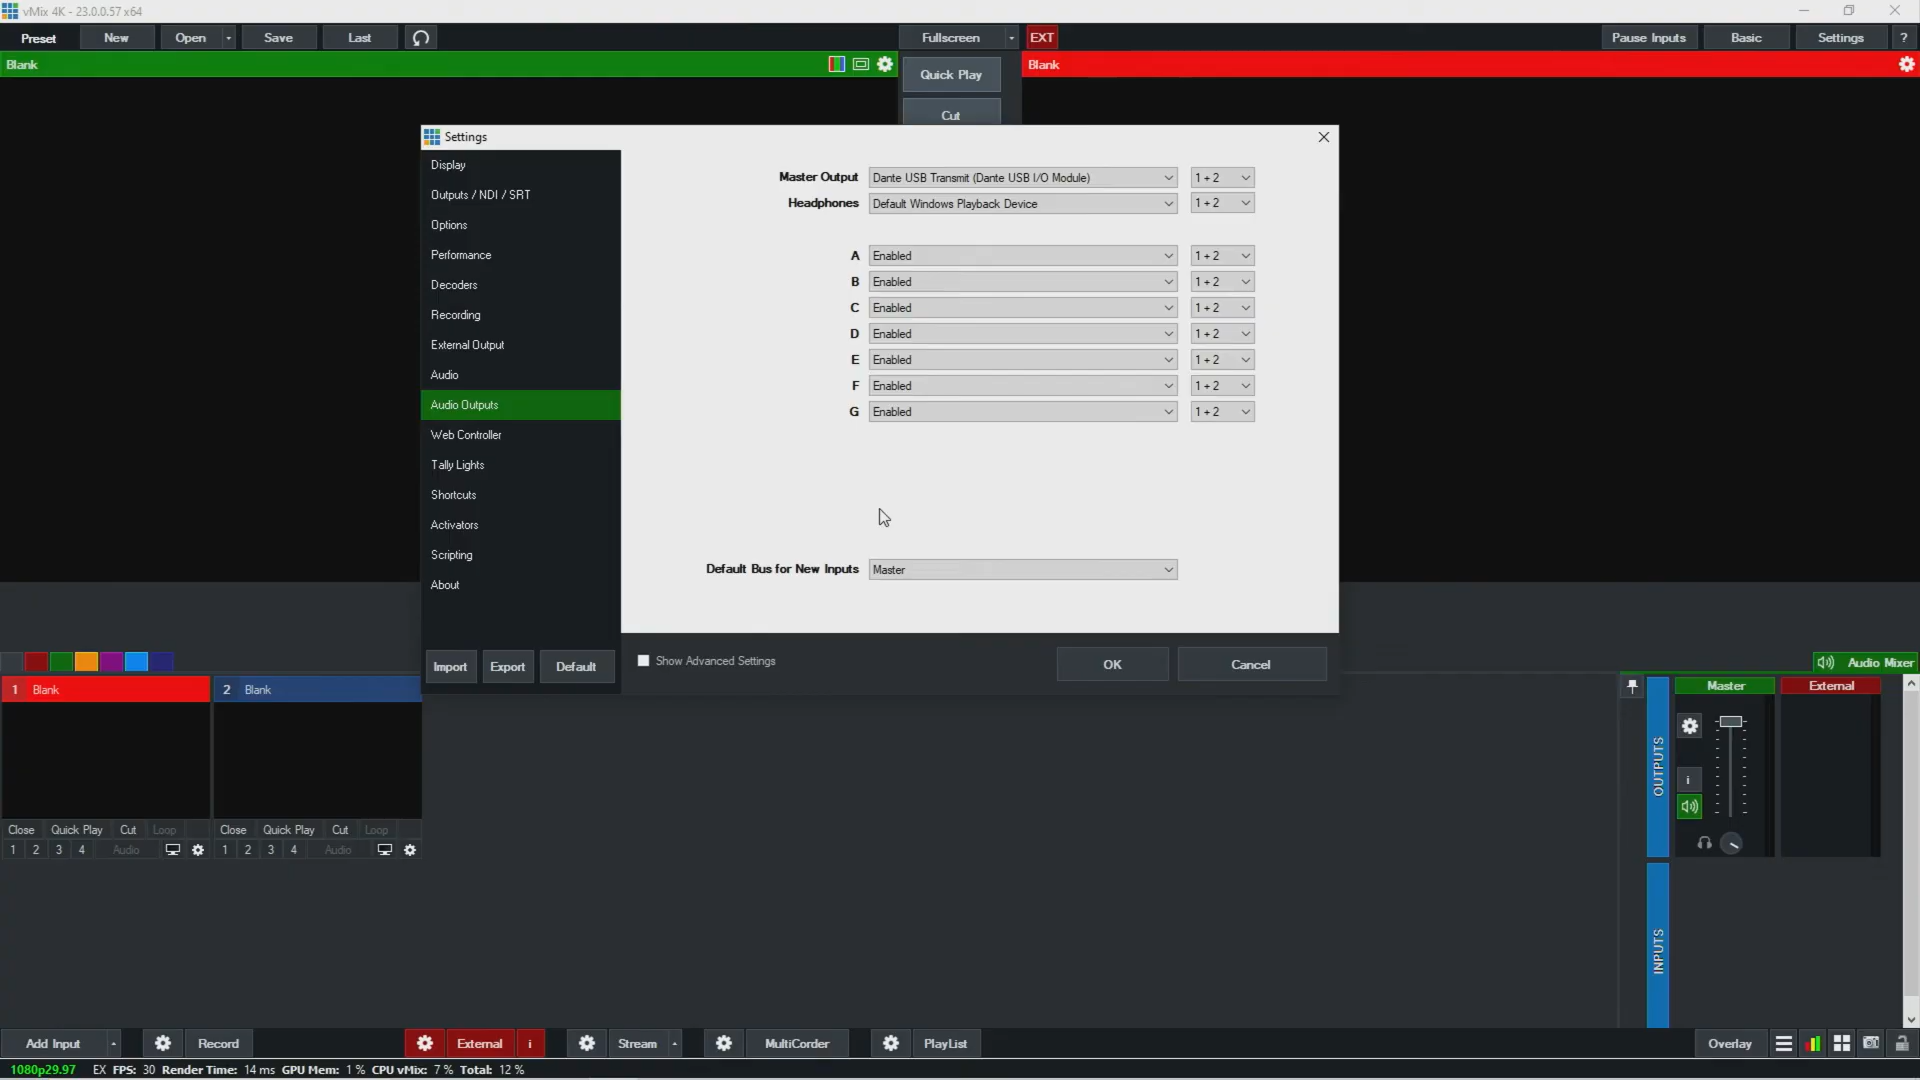 vMix 4K - 23.0.0.57 x64
Preset New Open Save Last Fullscreen EXT Pause Inputs Basic Settings ?
Blank
Quick Play
Blank
Cut
Settings
Display
Outputs / NDI / SRT
Options
Performance
Decoders
Recording
External Output
Audio
Audio Outputs
Web Controller
Tally Lights
Shortcuts
Activators
Scripting
About
Import Export Default
Master Output Dante USB Transmit (Dante USB I/O Module) 1 + 2
Headphones Default Windows Playback Device 1 + 2
A Enabled 1 + 2
B Enabled 1 + 2
C Enabled 1 + 2
D Enabled 1 + 2
E Enabled 1 + 2
F Enabled 1 + 2
G Enabled 1 + 2
Default Bus for New Inputs Master
Show Advanced Settings
OK Cancel
Audio Mixer
1 Blank
2 Blank
Close Quick Play Cut Loop
1 2 3 4 Audio
Close Quick Play Cut Loop
1 2 3 4 Audio
OUTPUTS
Master
External
i
INPUTS
Add Input Record External i Stream MultiCorder PlayList Overlay
1080p29.97 EX FPS: 30 Render Time: 14 ms GPU Mem: 1 % CPU vMix: 7 % Total: 12 %